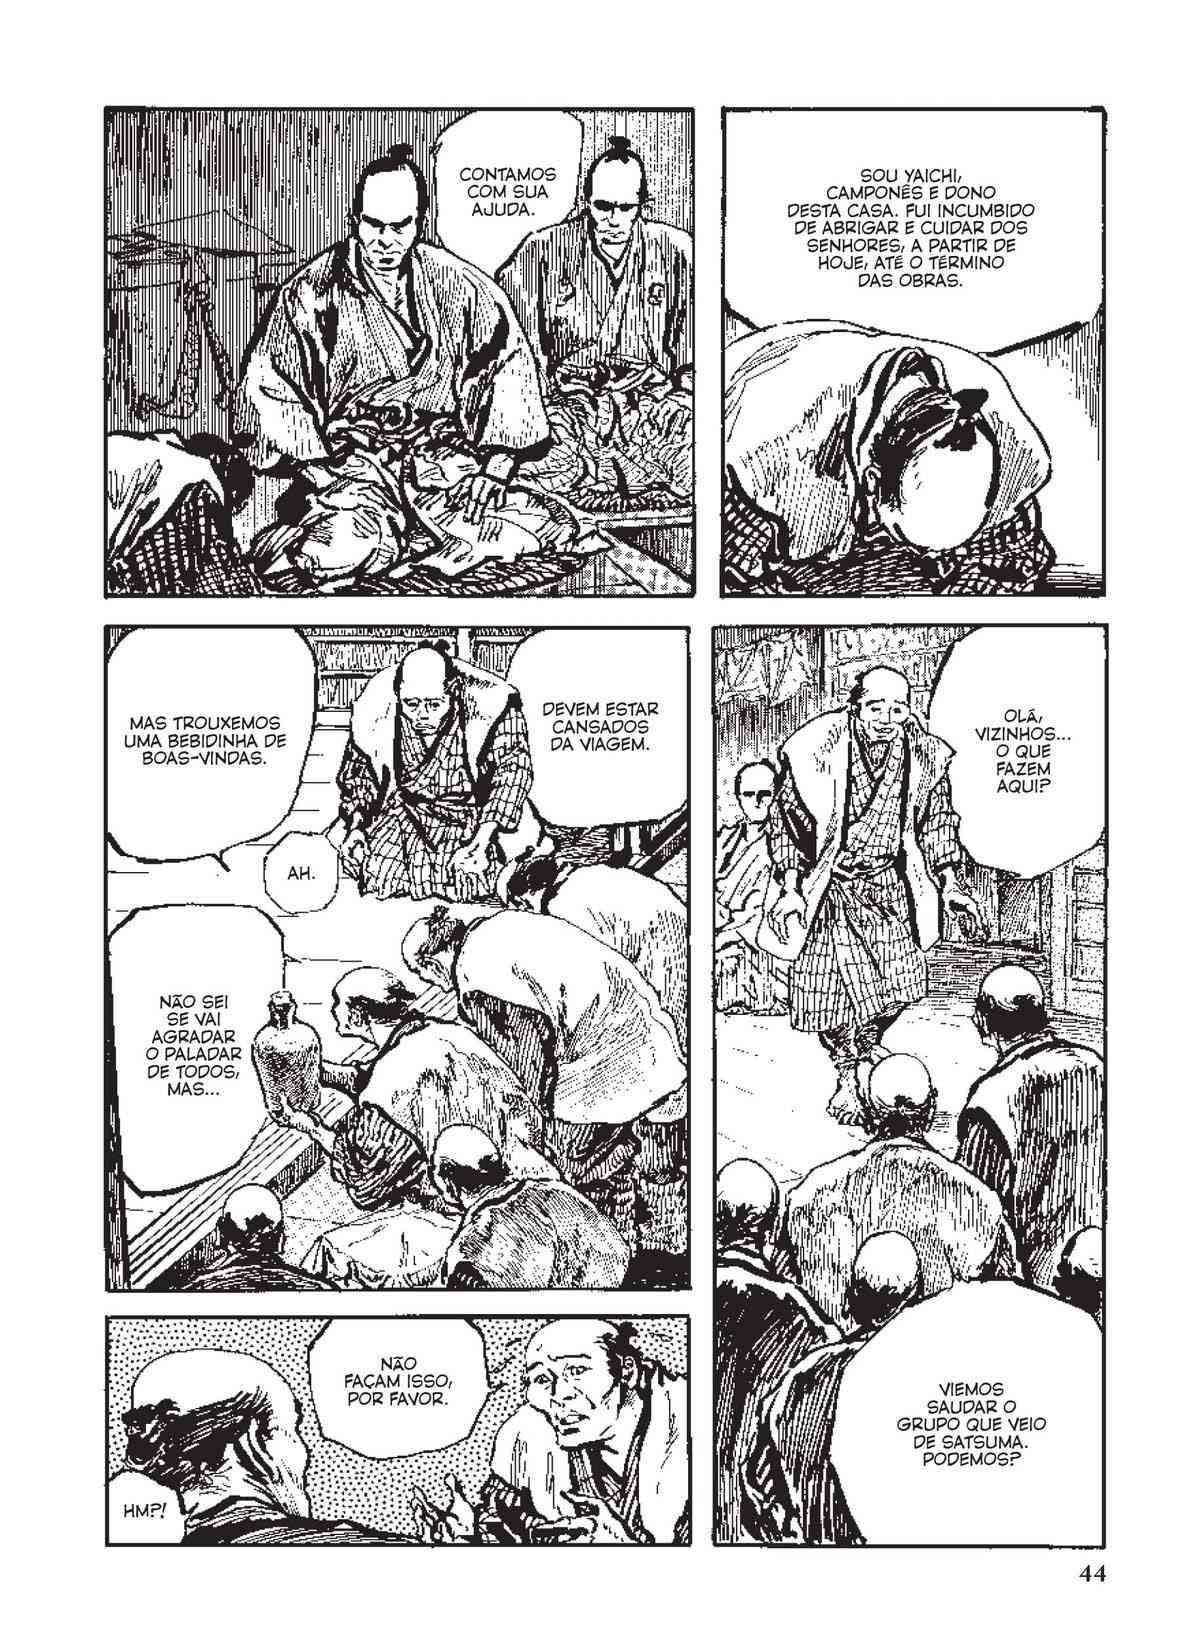 SOU YAICHI,
CAMPONÊS E DONO
DESTA CASA. FUI INCUMBIDO
DE ABRIGAR E CUIDAR DOS
SENHORES, A PARTIR DE
HOJE, ATÉ O TÉRMINO
DAS OBRAS.
CONTAMOS
COM SUA
AJUDA.
OLÁ,
VIZINHOS...
O QUE
FAZEM
AQUI?
VIEMOS
SAUDAR O
GRUPO QUE VEIO
DE SATSUMA.
PODEMOS?
DEVEM ESTAR
CANSADOS
DA VIAGEM.
AH.
MAS TROUXEMOS
UMA BEBIDINHA DE
BOAS-VINDAS.
NÃO SEI
SE VAI
AGRADAR
O PALADAR
DE TODOS,
MAS...
NÃO
FAÇAM ISSO,
POR FAVOR.
HM?!
44